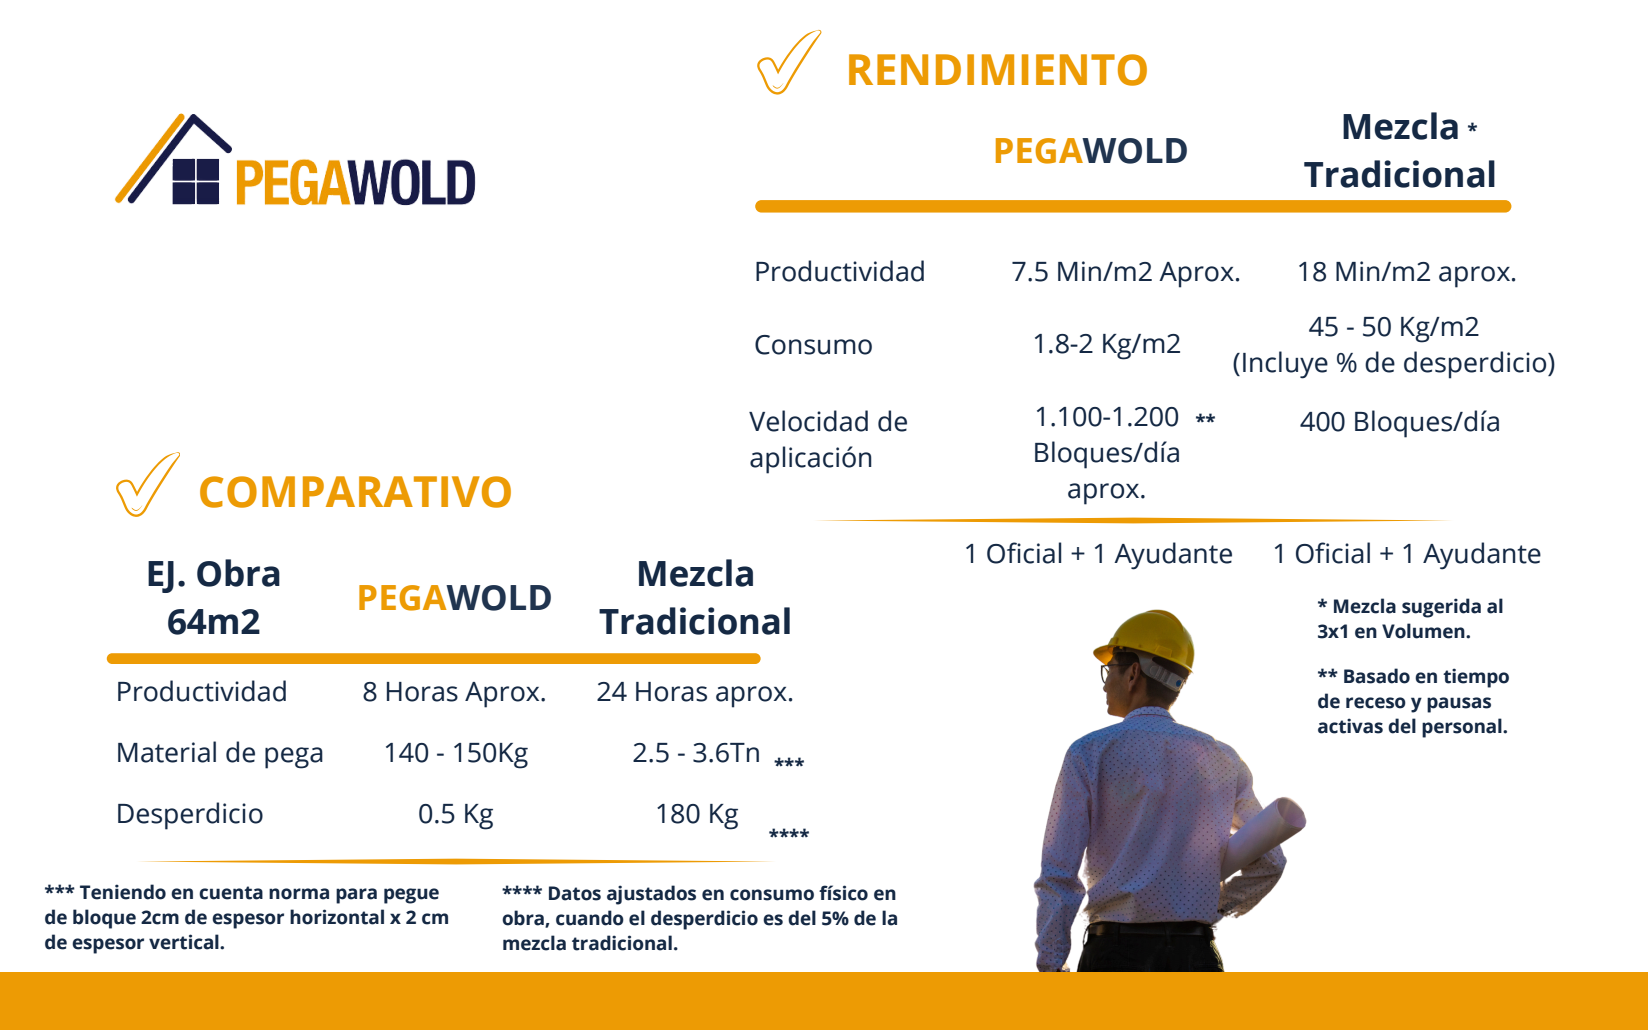 PEGAWOLD
RENDIMIENTO
PEGAWOLD
Mezcla *
Tradicional
Productividad
7.5 Min/m2 Aprox.
18 Min/m2 aprox.
Consumo
1.8-2 Kg/m2
45 - 50 Kg/m2
(Incluye % de desperdicio)
Velocidad de
aplicación
1.100-1.200 **
Bloques/día
aprox.
400 Bloques/día
1 Oficial + 1 Ayudante
1 Oficial + 1 Ayudante
* Mezcla sugerida al
3x1 en Volumen.
** Basado en tiempo
de receso y pausas
activas del personal.
COMPARATIVO
EJ. Obra
64m2
PEGAWOLD
Mezcla
Tradicional
Productividad
8 Horas Aprox.
24 Horas aprox.
Material de pega
140 - 150Kg
2.5 - 3.6Tn ***
Desperdicio
0.5 Kg
180 Kg ****
*** Teniendo en cuenta norma para pegue
de bloque 2cm de espesor horizontal x 2 cm
de espesor vertical.
**** Datos ajustados en consumo físico en
obra, cuando el desperdicio es del 5% de la
mezcla tradicional.